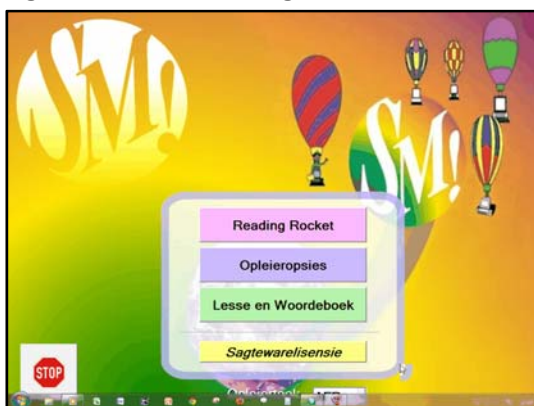 SM!
SM!
Reading Rocket
Opleieropsies
Lesse en Woordeboek
Sagtewarelisensie
STOP